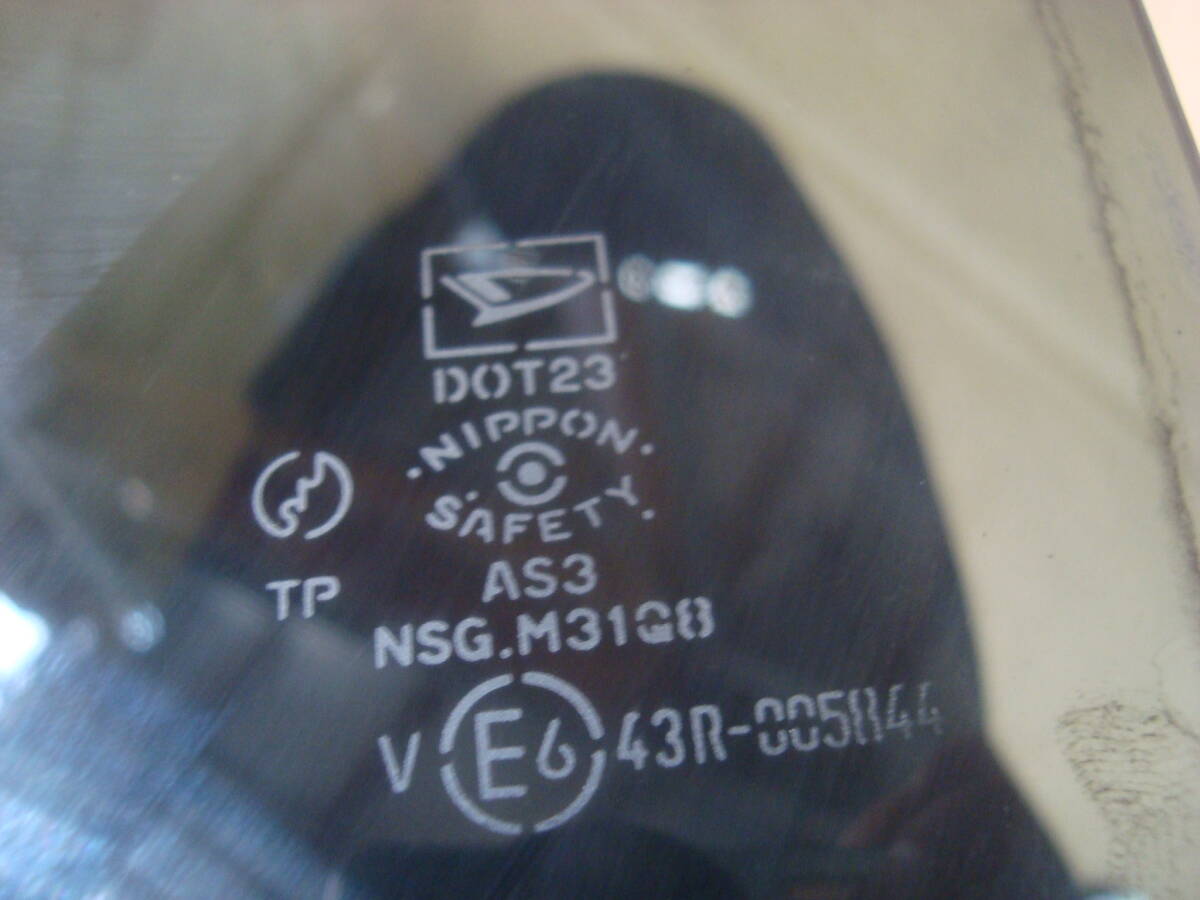 DOT23
NIPPON
SAFETY
AS3
TP
NSG.M31G8
V E6 43R-005844